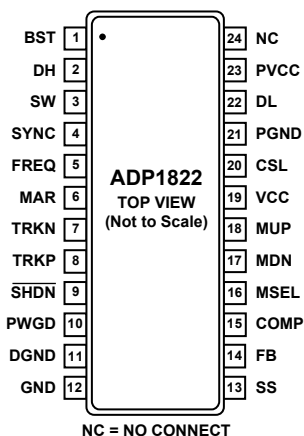 BST 1
DH 2
SW 3
SYNC 4
FREQ 5
MAR 6
TRKN 7
TRKP 8
SHDN 9
PWGD 10
DGND 11
GND 12
ADP1822
TOP VIEW
(Not to Scale)
24 NC
23 PVCC
22 DL
21 PGND
20 CSL
19 VCC
18 MUP
17 MDN
16 MSEL
15 COMP
14 FB
13 SS
NC = NO CONNECT